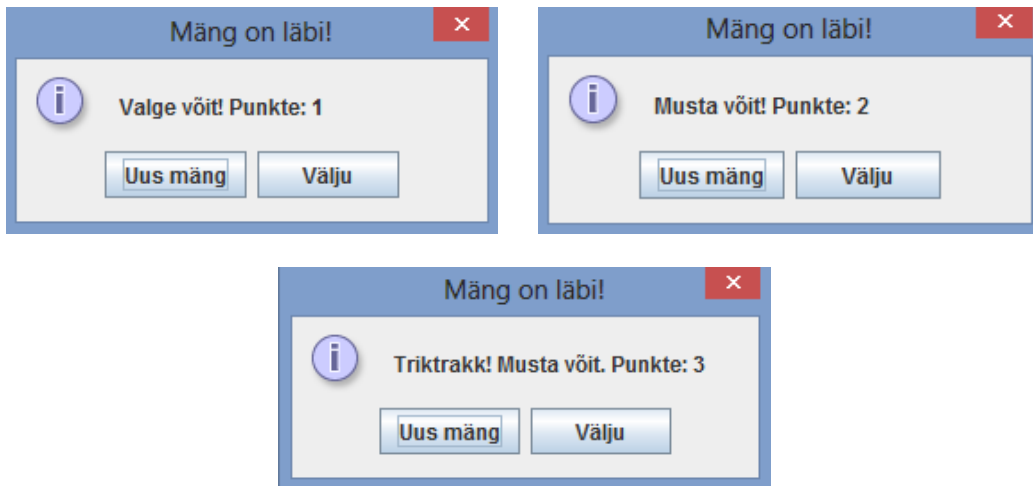 Mäng on läbi!
Valge võit! Punkte: 1
Uus mäng Välju
Mäng on läbi!
Musta võit! Punkte: 2
Uus mäng Välju
Mäng on läbi!
Triktrakk! Musta võit. Punkte: 3
Uus mäng Välju